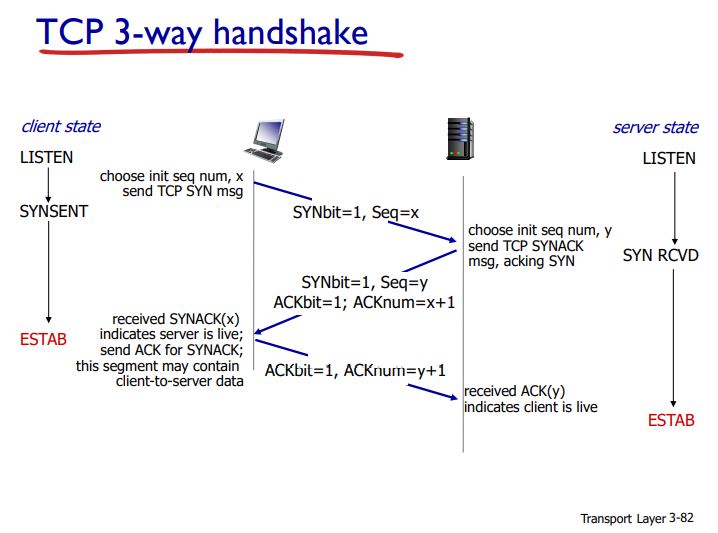 TCP 3-way handshake
client state
server state
LISTEN
LISTEN
choose init seq num, x
send TCP SYN msg
SYNSENT
SYNbit=1, Seq=x
choose init seq num, y
send TCP SYNACK
msg, acking SYN
SYN RCVD
SYNbit=1, Seq=y
ACKbit=1; ACKnum=x+1
received SYNACK(x)
indicates server is live;
send ACK for SYNACK;
this segment may contain
client-to-server data
ESTAB
ACKbit=1, ACKnum=y+1
received ACK(y)
indicates client is live
ESTAB
Transport Layer 3-82